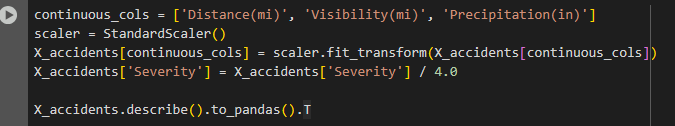 continuous_cols = ['Distance(mi)', 'Visibility(mi)', 'Precipitation(in)']
scaler = StandardScaler()
X_accidents[continuous_cols] = scaler.fit_transform(X_accidents[continuous_cols])
X_accidents['Severity'] = X_accidents['Severity'] / 4.0
X_accidents.describe().to_pandas().T